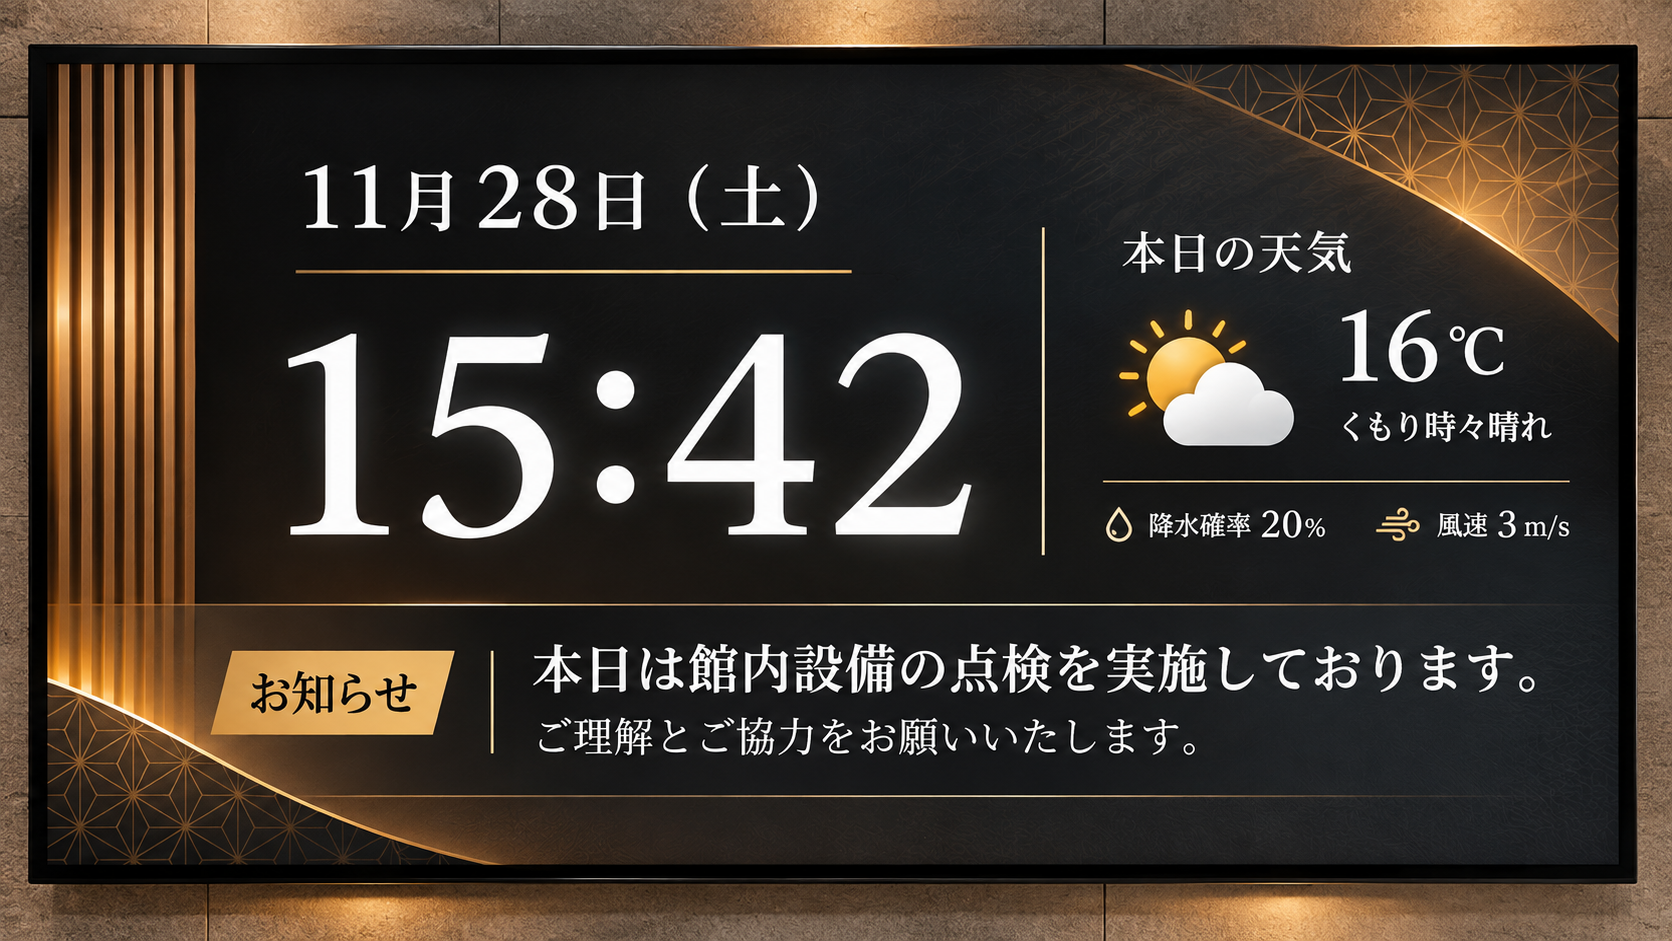 11月28日（土）
15:42
本日の天気
16℃
くもり時々晴れ
降水確率 20%
風速 3 m/s
お知らせ
本日は館内設備の点検を実施しております。
ご理解とご協力をお願いいたします。